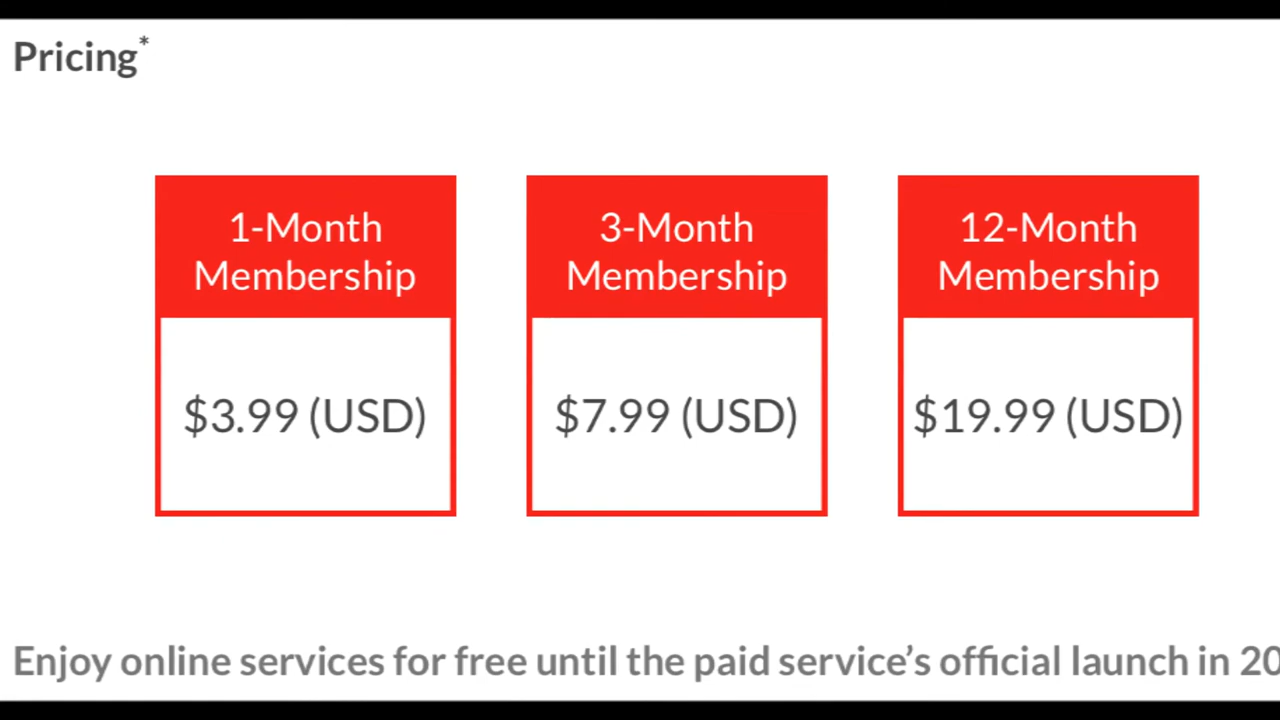 Pricing*
1-Month
Membership
$3.99 (USD)
3-Month
Membership
$7.99 (USD)
12-Month
Membership
$19.99 (USD)
Enjoy online services for free until the paid service’s official launch in